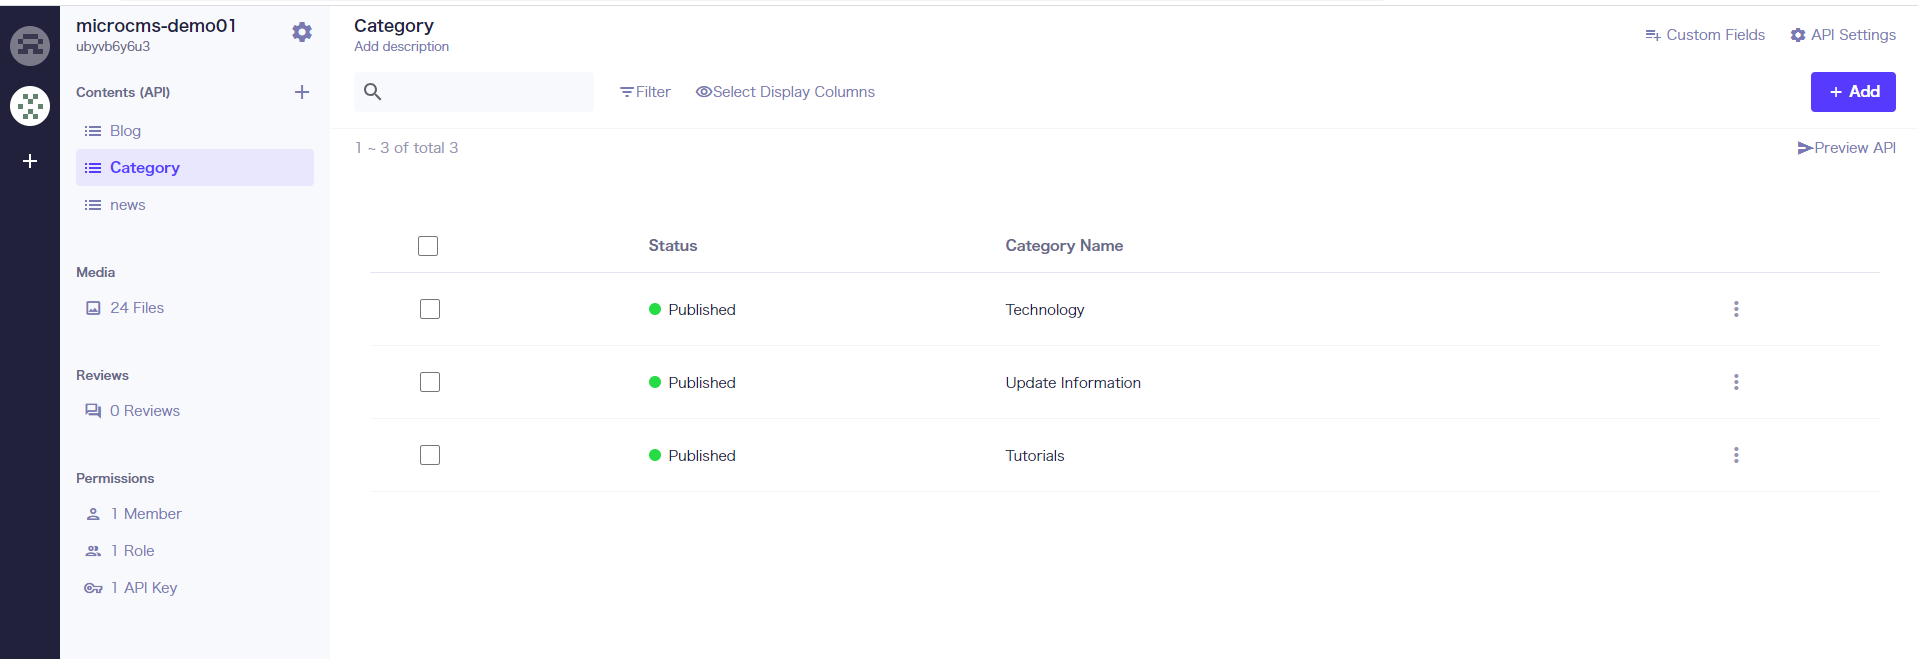 microcms-demo01
ubyvb6y6u3
Contents (API)
Blog
Category
news
Media
24 Files
Reviews
0 Reviews
Permissions
1 Member
1 Role
1 API Key
Category
Add description
Custom Fields
API Settings
Filter
Select Display Columns
+ Add
1 ~ 3 of total 3
Preview API
Status Category Name
Published Technology
Published Update Information
Published Tutorials